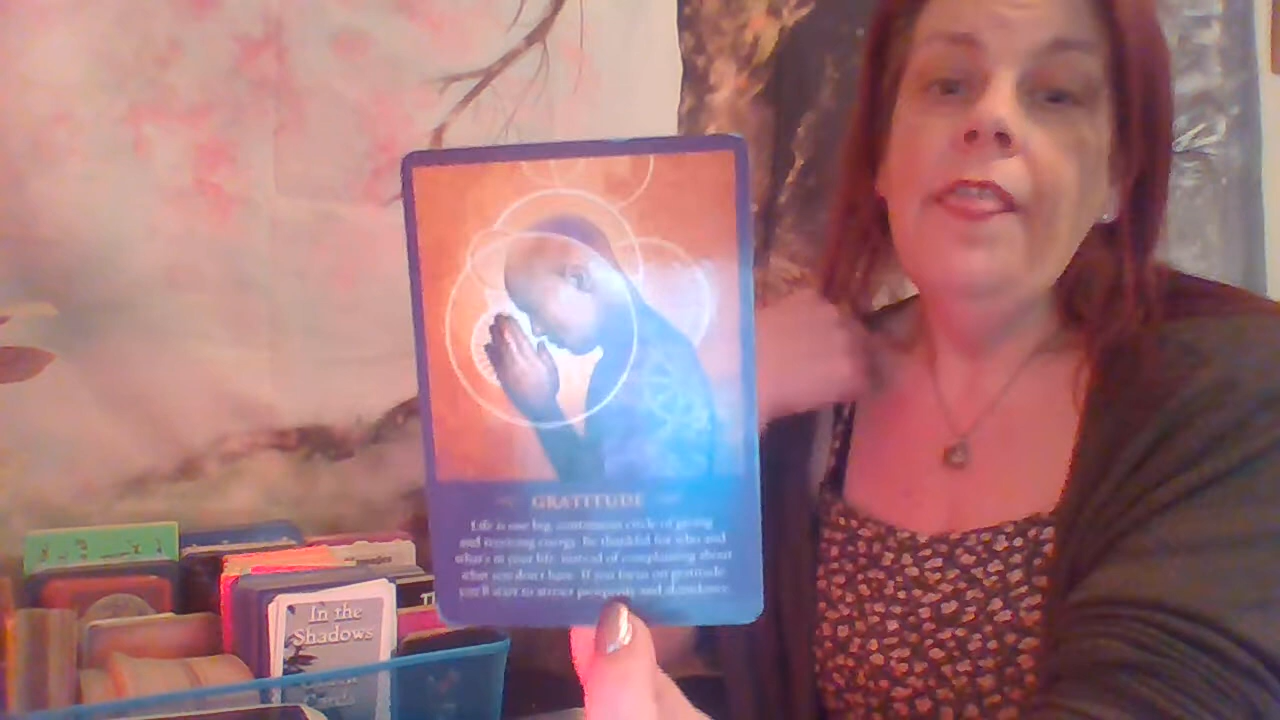 GRATITUDE
Life is one big, continuous circle of giving
and receiving energy. Be thankful for who and
what's in your life instead of complaining about
what you don't have. If you focus on gratitude
you'll start to attract prosperity and abundance.
In the
Shadows